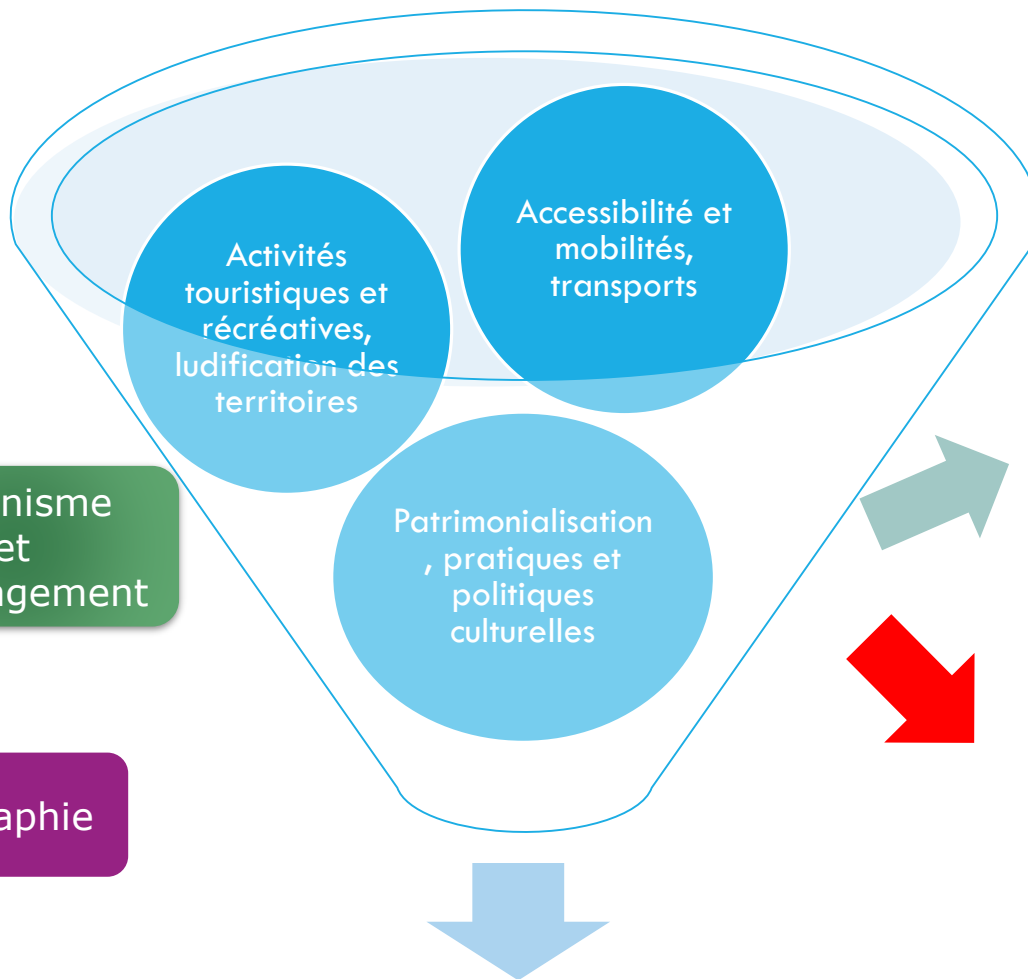 Accessibilité et
mobilités,
transports
Activités
touristiques et
récréatives,
ludification des
territoires
Patrimonialisation
, pratiques et
politiques
culturelles
nisme
et
gement
aphie